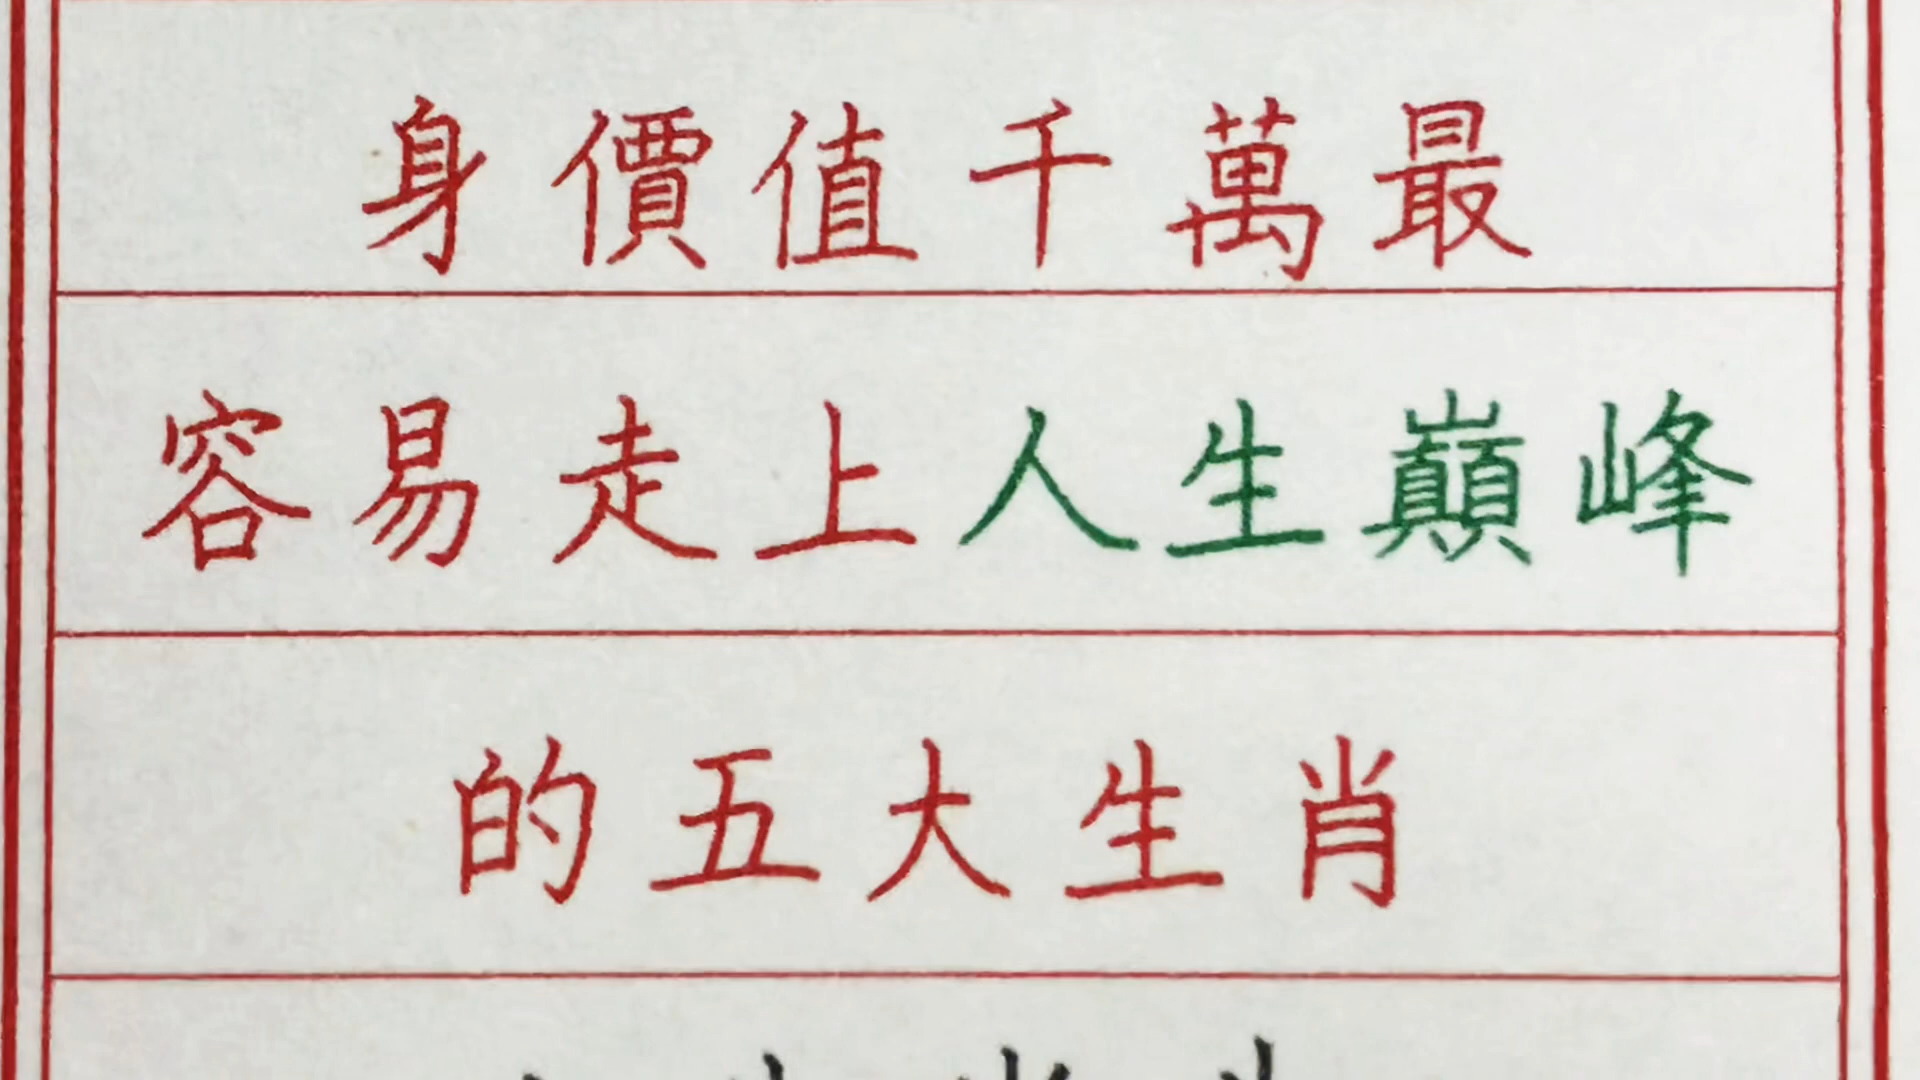 身價值千萬最
容易走上人生巔峰
的五大生肖